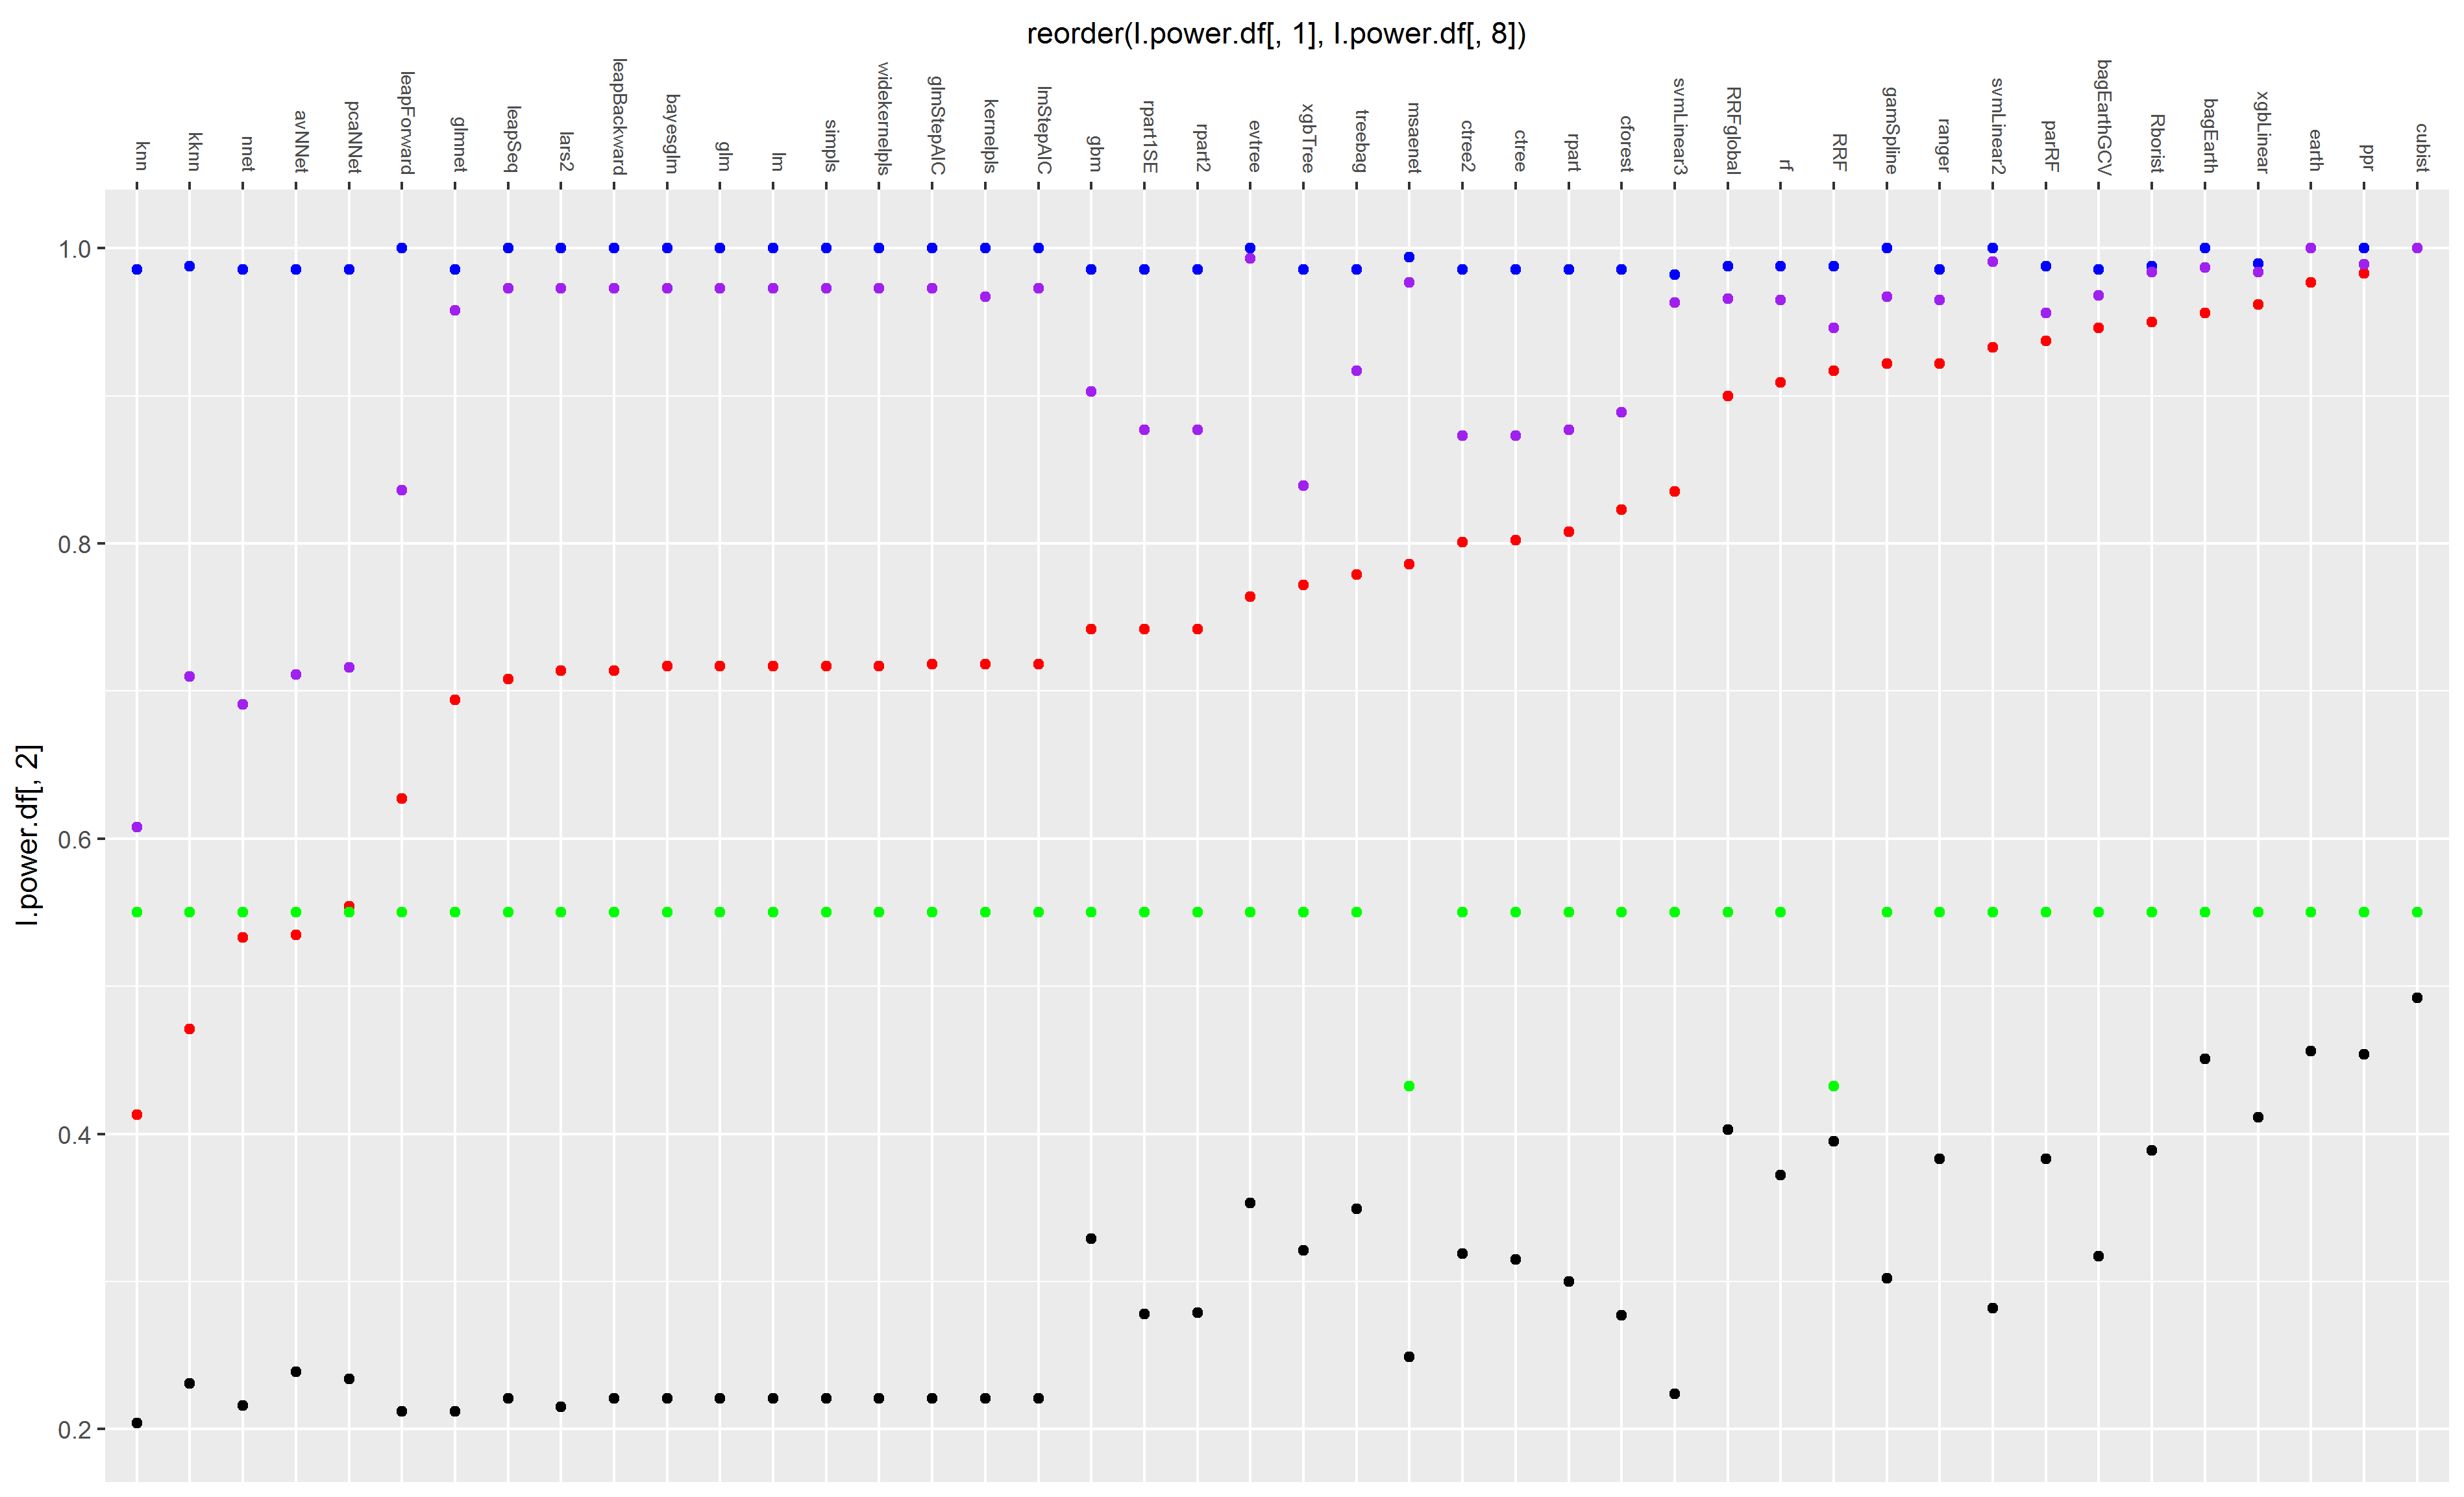 reorder(l.power.df[, 1], l.power.df[, 8])
knn
kknn
nnet
avNNet
pcaNNet
leapForward
glmnet
leapSeq
lars2
leapBackward
bayesglm
glm
lm
simpls
widekernelpls
glmStepAIC
kernelpls
lmStepAIC
gbm
rpart1SE
rpart2
evtree
xgbTree
treebag
msaenet
ctree2
ctree
rpart
cforest
svmLinear3
RRFglobal
rf
RRF
gamSpline
ranger
svmLinear2
parRF
bagEarthGCV
Rborist
bagEarth
xgbLinear
earth
ppr
cubist
1.0
0.8
0.6
0.4
0.2
l.power.df[, 2]